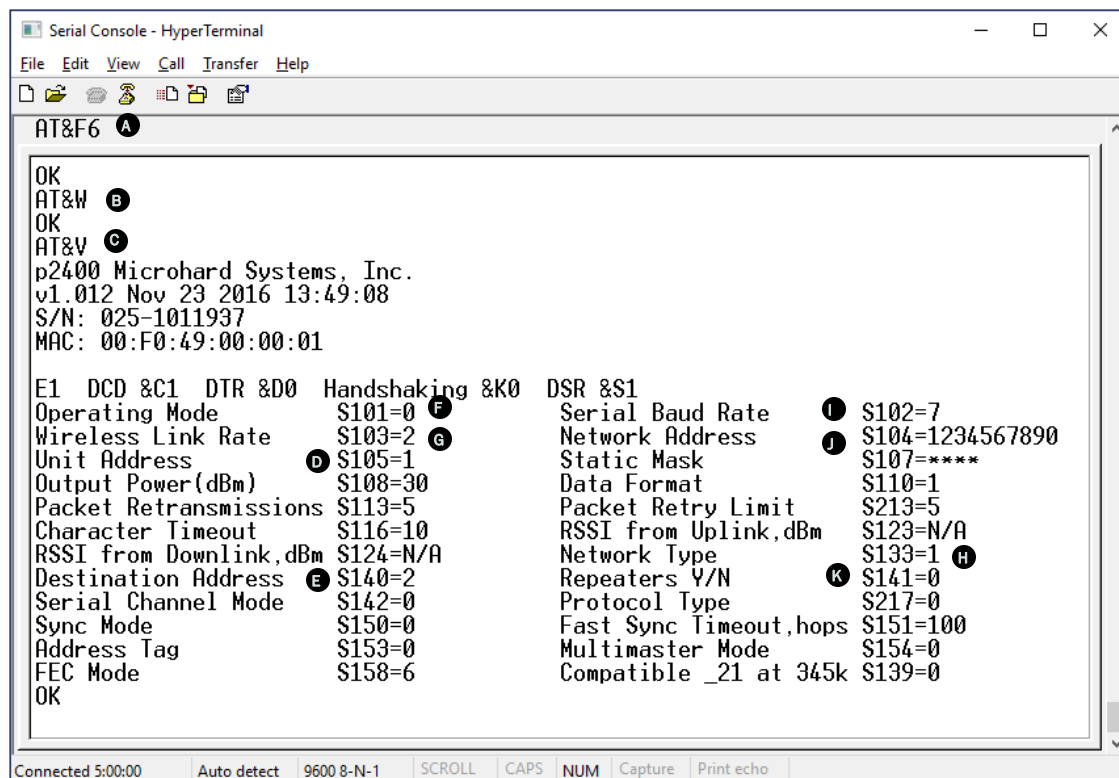 Serial Console - HyperTerminal
File Edit View Call Transfer Help
AT&F6 A
OK
AT&W B
OK
AT&V C
p2400 Microhard Systems, Inc.
v1.012 Nov 23 2016 13:49:08
S/N: 025-1011937
MAC: 00:F0:49:00:00:01
E1 DCD &C1 DTR &D0 Handshaking &K0 DSR &S1
Operating Mode S101=0 F Serial Baud Rate I S102=7
Wireless Link Rate S103=2 G Network Address J S104=1234567890
Unit Address D S105=1 Static Mask S107=****
Output Power(dBm) S108=30 Data Format S110=1
Packet Retransmissions S113=5 Packet Retry Limit S213=5
Character Timeout S116=10 RSSI from Uplink,dBm S123=N/A
RSSI from Downlink,dBm S124=N/A Network Type S133=1 H
Destination Address E S140=2 Repeaters Y/N K S141=0
Serial Channel Mode S142=0 Protocol Type S217=0
Sync Mode S150=0 Fast Sync Timeout,hops S151=100
Address Tag S153=0 Multimaster Mode S154=0
FEC Mode S158=6 Compatible _21 at 345k S139=0
OK
Connected 5:00:00 Auto detect 9600 8-N-1 SCROLL CAPS NUM Capture Print echo